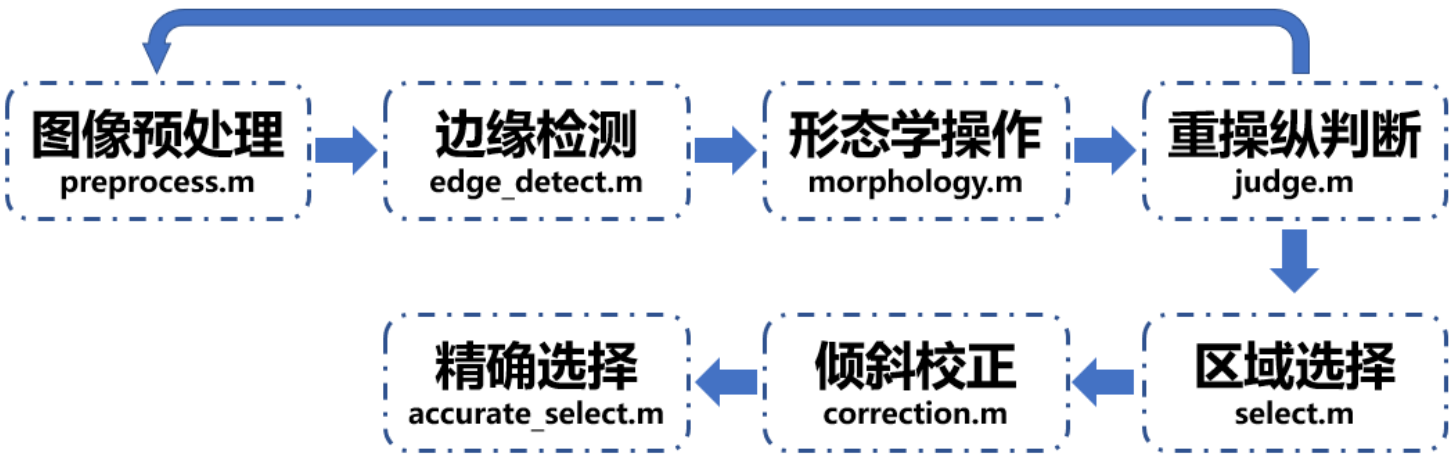 图像预处理
preprocess.m
边缘检测
edge_detect.m
形态学操作
morphology.m
重操纵判断
judge.m
区域选择
select.m
倾斜校正
correction.m
精确选择
accurate_select.m